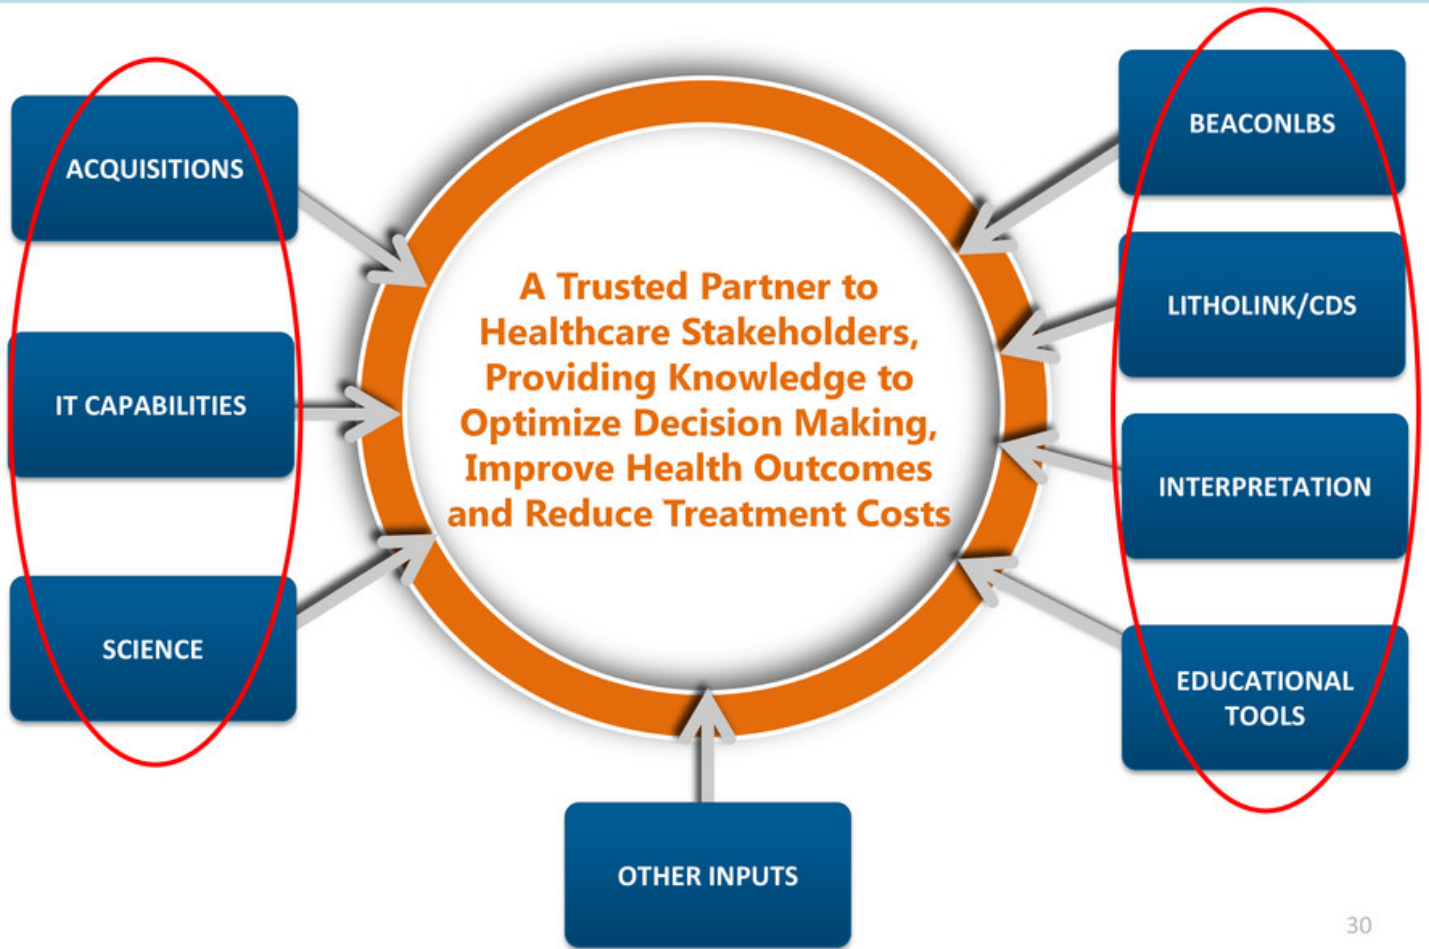 ACQUISITIONS
IT CAPABILITIES
SCIENCE
A Trusted Partner to
Healthcare Stakeholders,
Providing Knowledge to
Optimize Decision Making,
Improve Health Outcomes
and Reduce Treatment Costs
BEACONLBS
LITHOLINK/CDS
INTERPRETATION
EDUCATIONAL
TOOLS
OTHER INPUTS
30